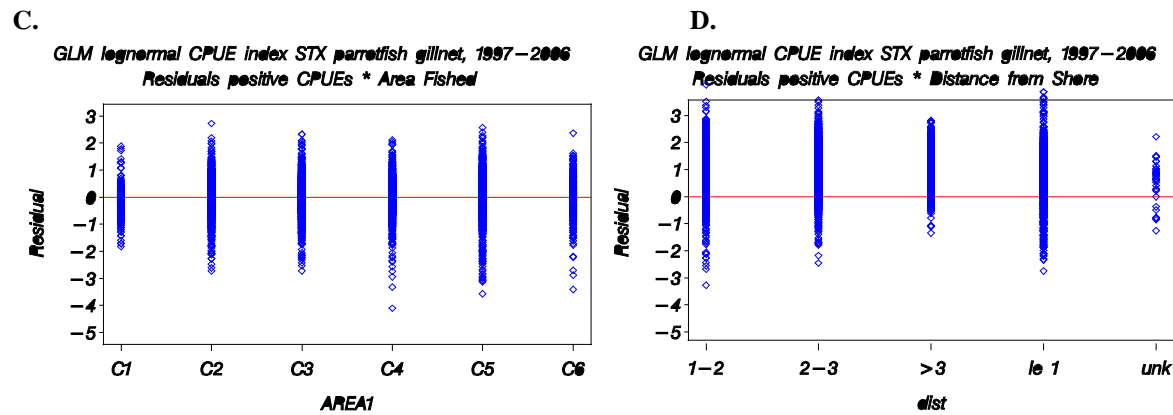 C.
GLM lognormal CPUE index STX parrotfish gillnet, 1997-2006
Residuals positive CPUEs * Area Fished
3
2
1
0
-1
-2
-3
-4
-5
Residual
C1 C2 C3 C4 C5 C6
AREA1
D.
GLM lognormal CPUE index STX parrotfish gillnet, 1997-2006
Residuals positive CPUEs * Distance from Shore
3
2
1
0
-1
-2
-3
-4
-5
Residual
1-2 2-3 >3 le 1 unk
dist